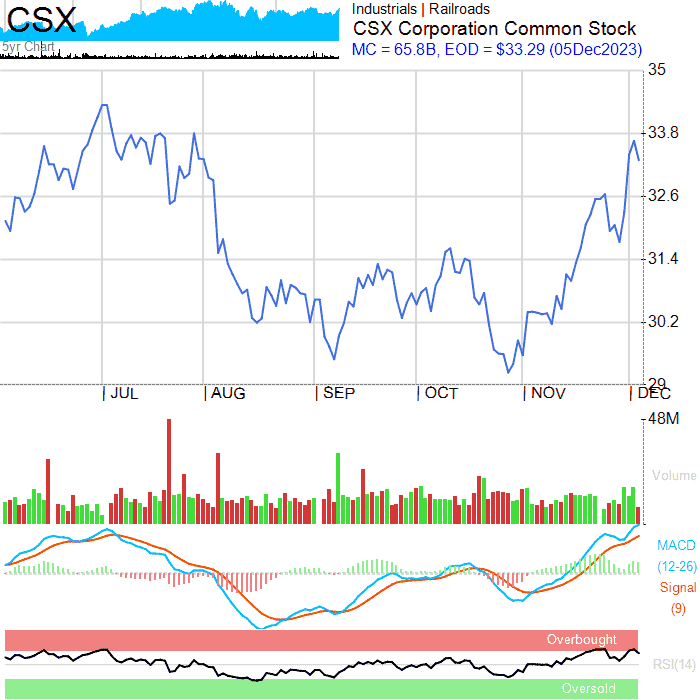 CSX
5yr Chart
Industrials | Railroads
CSX Corporation Common Stock
MC = 65.8B, EOD = $33.29 (05Dec2023)
35
33.8
32.6
31.4
30.2
29
JUL
AUG
SEP
OCT
NOV
DEC
48M
Volume
MACD
(12-26)
Signal
(9)
Overbought
RSI(14)
Oversold